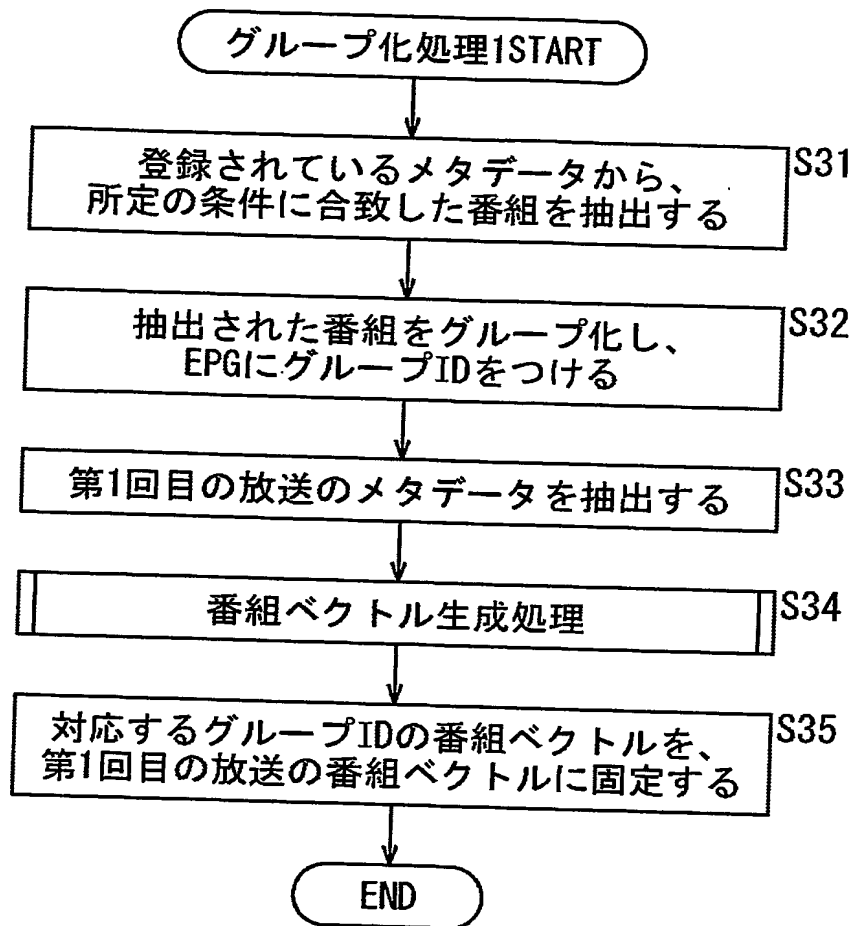 グループ化処理1START
登録されているメタデータから、
所定の条件に合致した番組を抽出する
S31
抽出された番組をグループ化し、
EPGにグループIDをつける
S32
第1回目の放送のメタデータを抽出する
S33
番組ベクトル生成処理
S34
対応するグループIDの番組ベクトルを、
第1回目の放送の番組ベクトルに固定する
S35
END